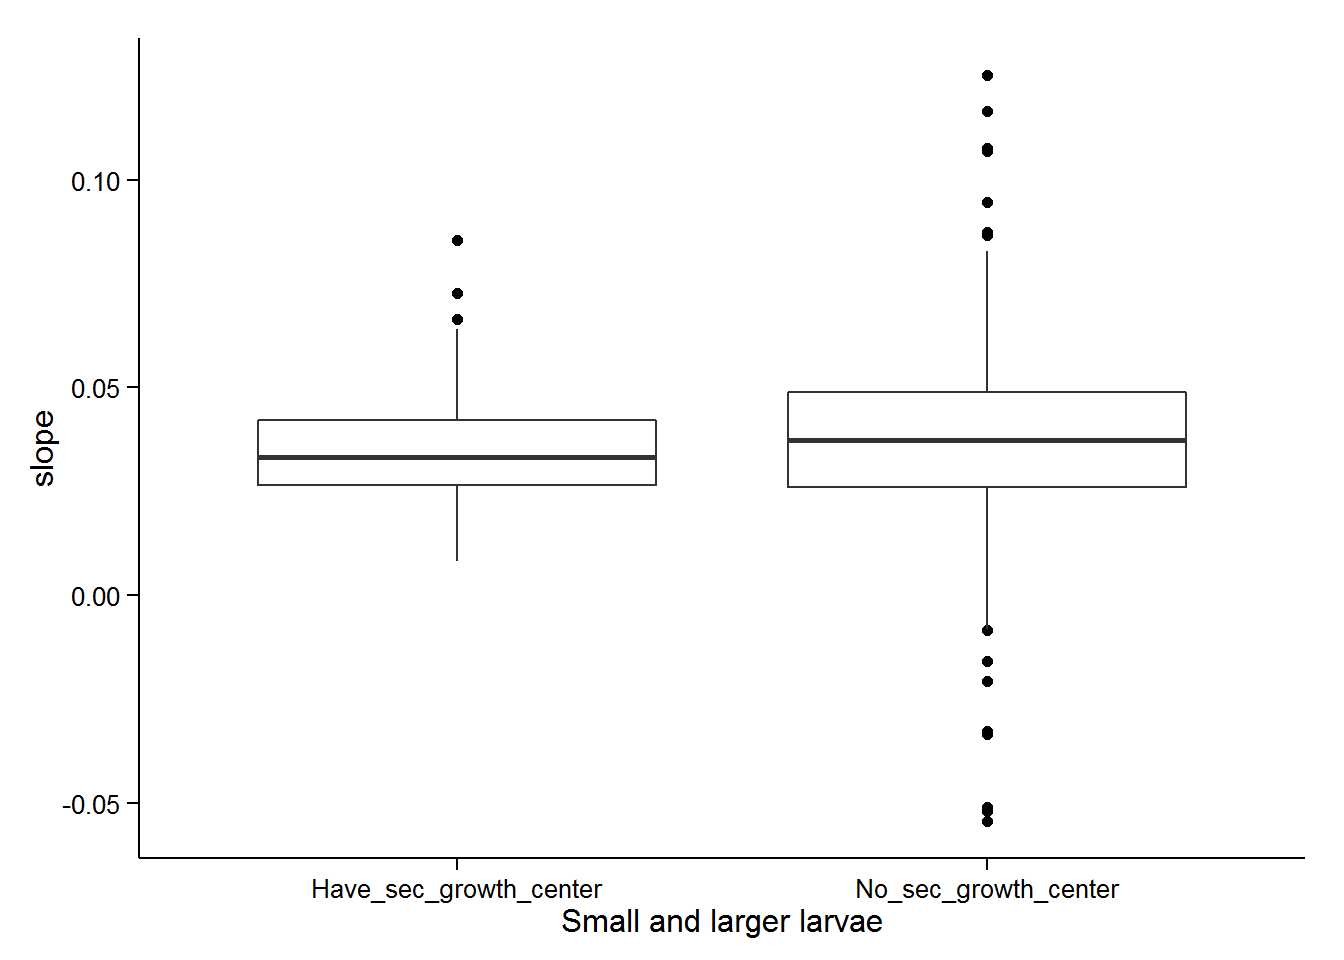 0.10
0.05
0.00
-0.05
slope
Have_sec_growth_center
No_sec_growth_center
Small and larger larvae